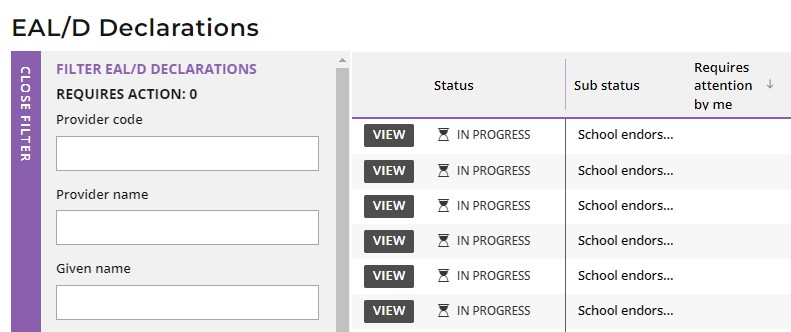 EAL/D Declarations
CLOSE FILTER
FILTER EAL/D DECLARATIONS
REQUIRES ACTION: 0
Provider code
Provider name
Given name
Status
Sub status
Requires
attention
by me
VIEW IN PROGRESS School endors...
VIEW IN PROGRESS School endors...
VIEW IN PROGRESS School endors...
VIEW IN PROGRESS School endors...
VIEW IN PROGRESS School endors...
VIEW IN PROGRESS School endors...